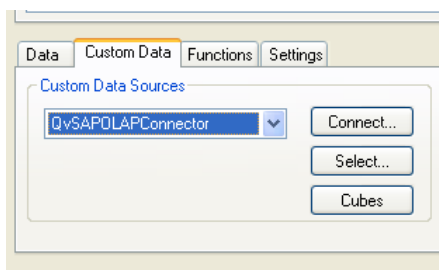 Data Custom Data Functions Settings
Custom Data Sources
QvSAPOLAPConnector Connect...
Select...
Cubes